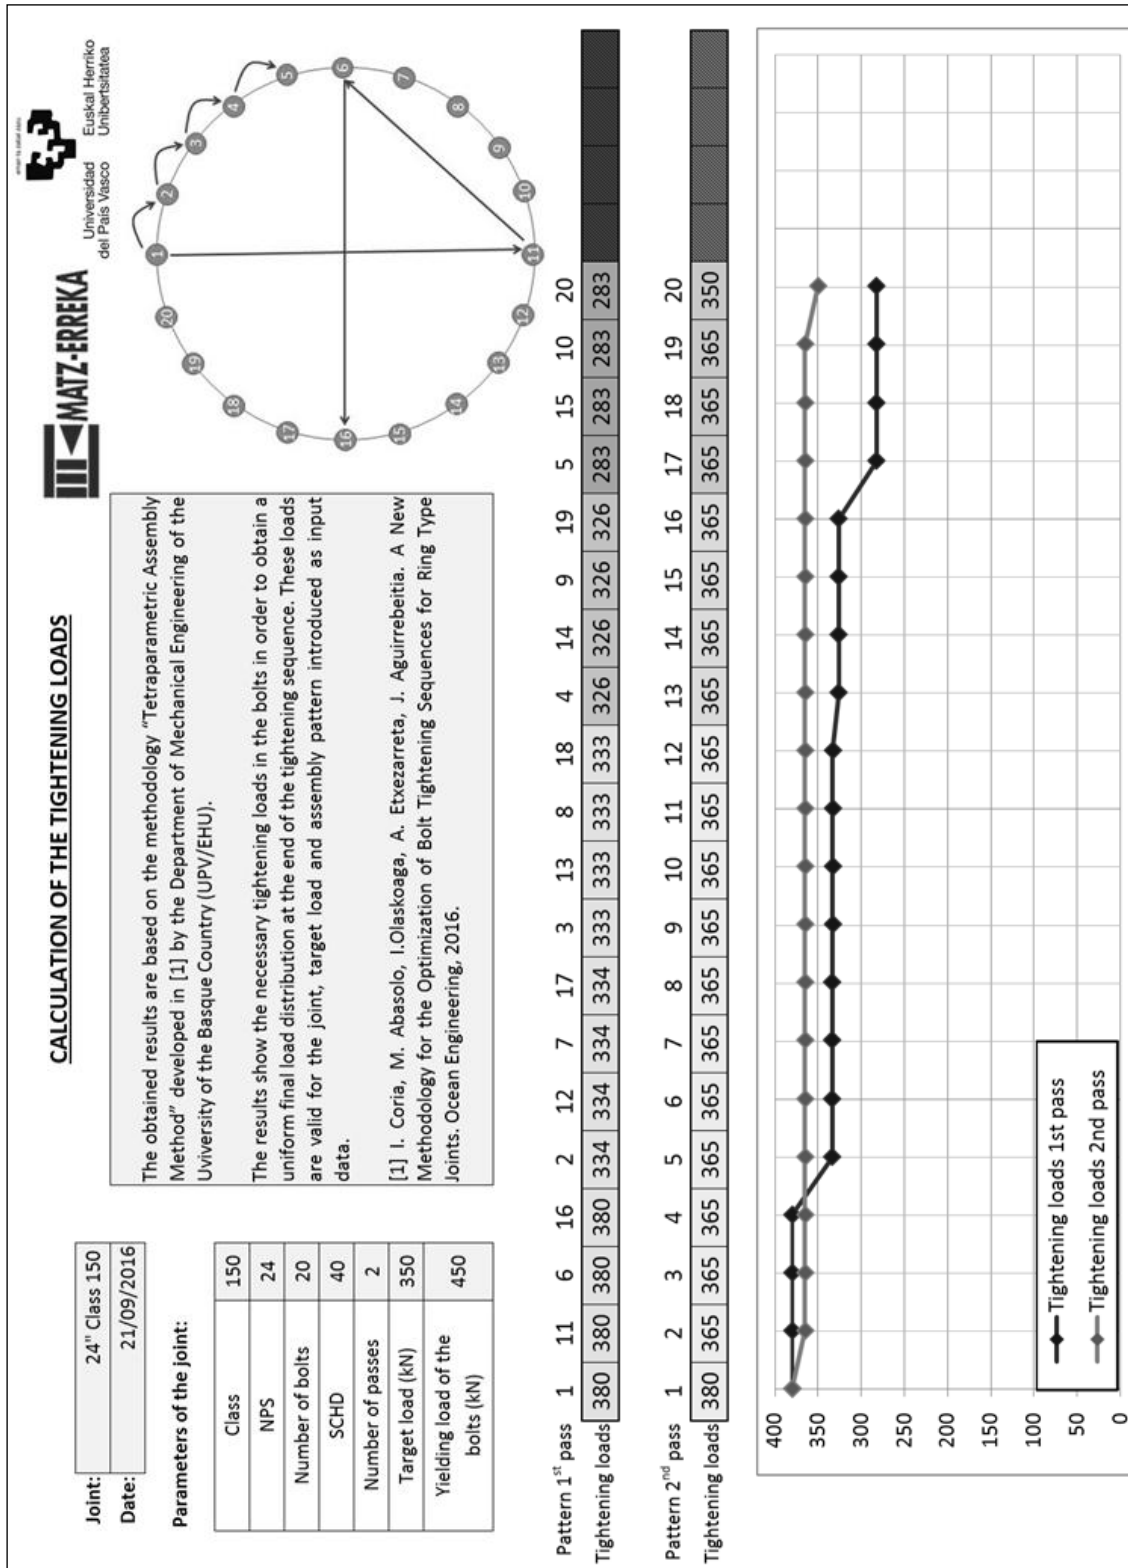 CALCULATION OF THE TIGHTENING LOADS
Joint: 24" Class 150
Date: 21/09/2016
Parameters of the joint:
Class 150
NPS 24
Number of bolts 20
SCHD 40
Number of passes 2
Target load (kN) 350
Yielding load of the
bolts (kN) 450
The obtained results are based on the methodology "Tetraparametric Assembly
Method" developed in [1] by the Department of Mechanical Engineering of the
Uviversity of the Basque Country (UPV/EHU).
The results show the necessary tightening loads in the bolts in order to obtain a
uniform final load distribution at the end of the tightening sequence. These loads
are valid for the joint, target load and assembly pattern introduced as input
data.
[1] I. Coria, M. Abasolo, I.Olaskoaga, A. Etxezarreta, J. Aguirrebeitia. A New
Methodology for the Optimization of Bolt Tightening Sequences for Ring Type
Joints. Ocean Engineering, 2016.
MATZ-ERREKA
Universidad
del País Vasco
Euskal Herriko
Unibertsitatea
1
2
3
4
5
6
7
8
9
10
11
12
13
14
15
16
17
18
19
20
Pattern 1st pass 1 11 6 16 2 12 7 17 3 13 8 18 4 14 9 19 5 15 10 20
Tightening loads 380 380 380 380 334 334 334 334 333 333 333 333 326 326 326 326 283 283 283 283
Pattern 2nd pass 1 2 3 4 5 6 7 8 9 10 11 12 13 14 15 16 17 18 19 20
Tightening loads 380 365 365 365 365 365 365 365 365 365 365 365 365 365 365 365 365 365 365 350
400
350
300
250
200
150
100
50
0
Tightening loads 1st pass
Tightening loads 2nd pass